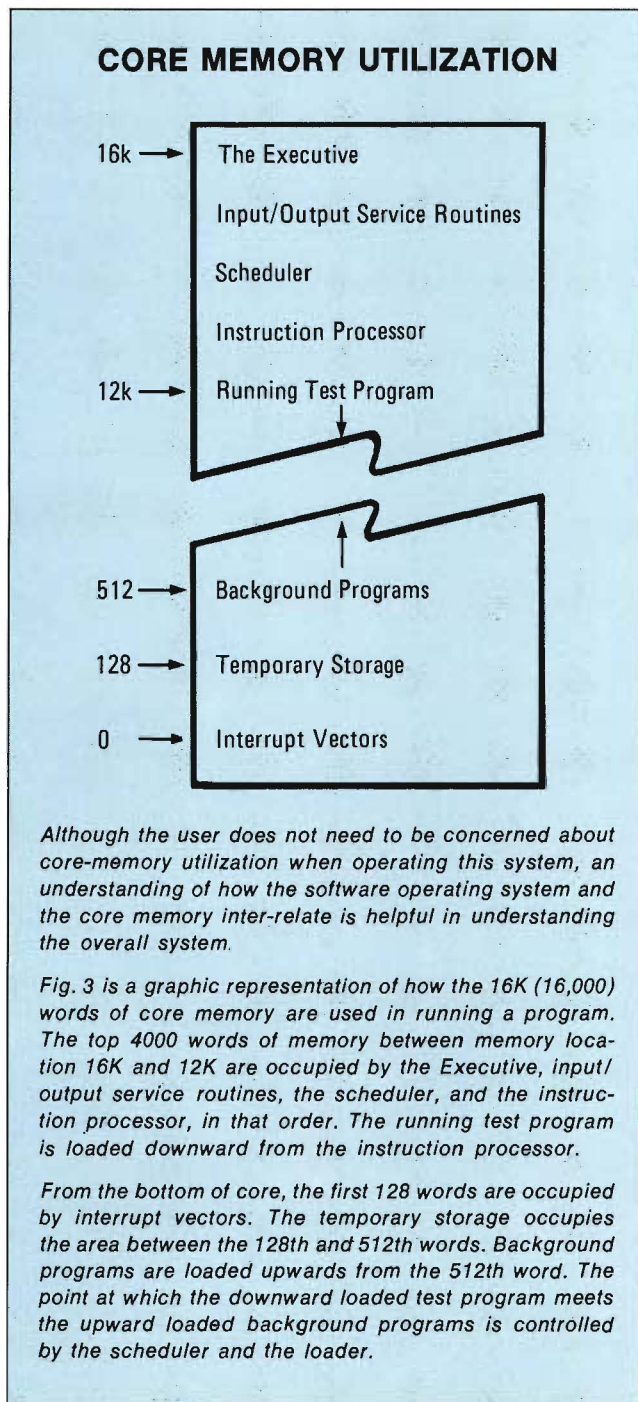 CORE MEMORY UTILIZATION
16k
The Executive
Input/Output Service Routines
Scheduler
Instruction Processor
12k
Running Test Program
512
Background Programs
128
Temporary Storage
0
Interrupt Vectors
Although the user does not need to be concerned about
core-memory utilization when operating this system, an
understanding of how the software operating system and
the core memory inter-relate is helpful in understanding
the overall system.
Fig. 3 is a graphic representation of how the 16K (16,000)
words of core memory are used in running a program.
The top 4000 words of memory between memory loca-
tion 16K and 12K are occupied by the Executive, input/
output service routines, the scheduler, and the instruc-
tion processor, in that order. The running test program
is loaded downward from the instruction processor.
From the bottom of core, the first 128 words are occupied
by interrupt vectors. The temporary storage occupies
the area between the 128th and 512th words. Background
programs are loaded upwards from the 512th word. The
point at which the downward loaded test program meets
the upward loaded background programs is controlled
by the scheduler and the loader.